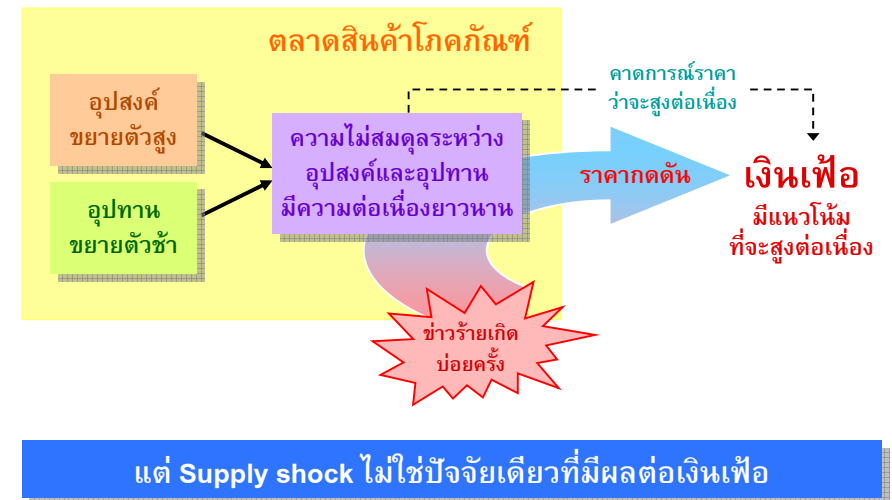 ตลาดสินค้าโภคภัณฑ์
อุปสงค์
ขยายตัวสูง
อุปทาน
ขยายตัวช้า
ความไม่สมดุลระหว่าง
อุปสงค์และอุปทาน
มีความต่อเนื่องยาวนาน
คาดการณ์ราคา
ว่าจะสูงต่อเนื่อง
ราคากดดัน
เงินเฟ้อ
มีแนวโน้ม
ที่จะสูงต่อเนื่อง
ข่าวร้ายเกิด
บ่อยครั้ง
แต่ Supply shock ไม่ใช่ปัจจัยเดียวที่มีผลต่อเงินเฟ้อ